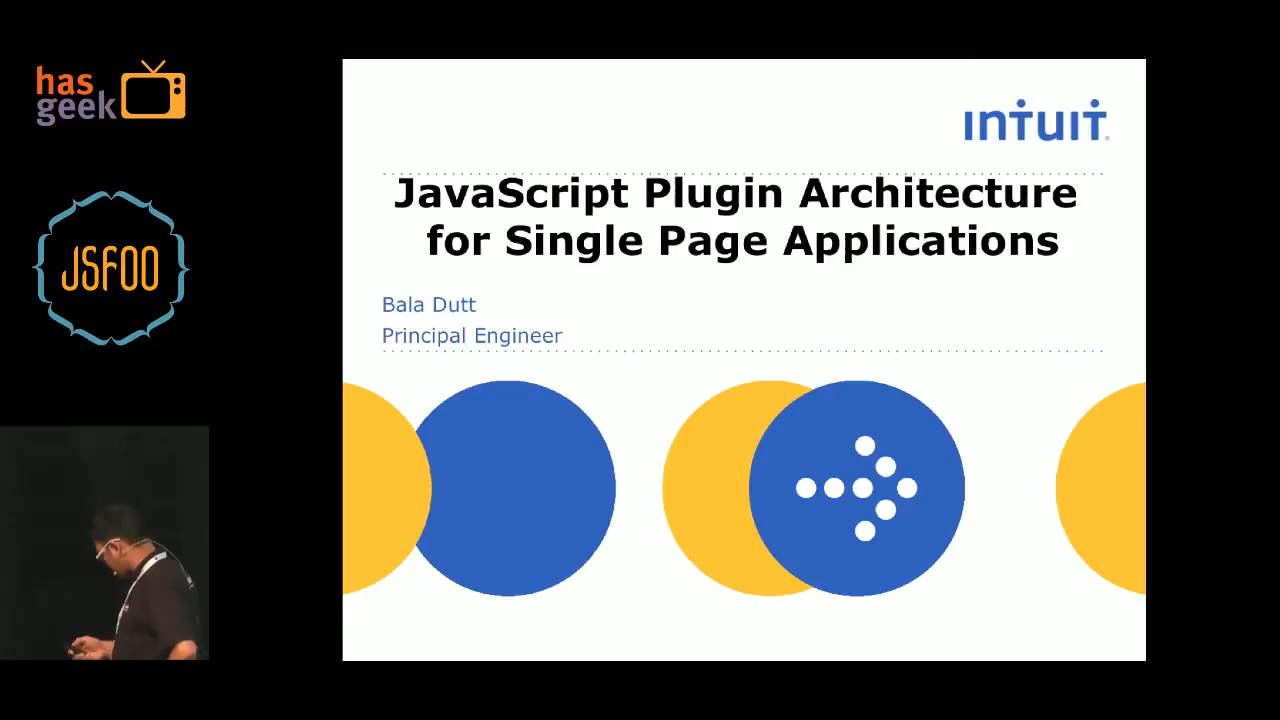 has
geek
JSFOO
intuit
JavaScript Plugin Architecture
for Single Page Applications
Bala Dutt
Principal Engineer